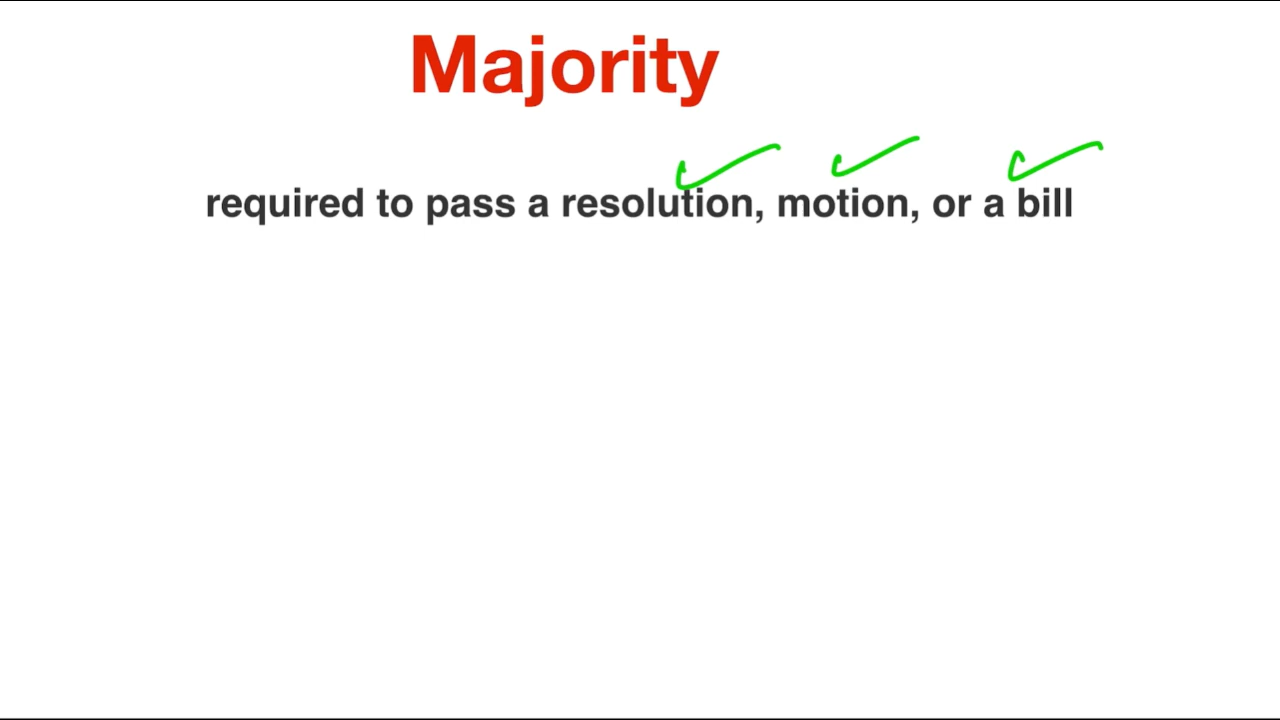 Majority
required to pass a resolution, motion, or a bill